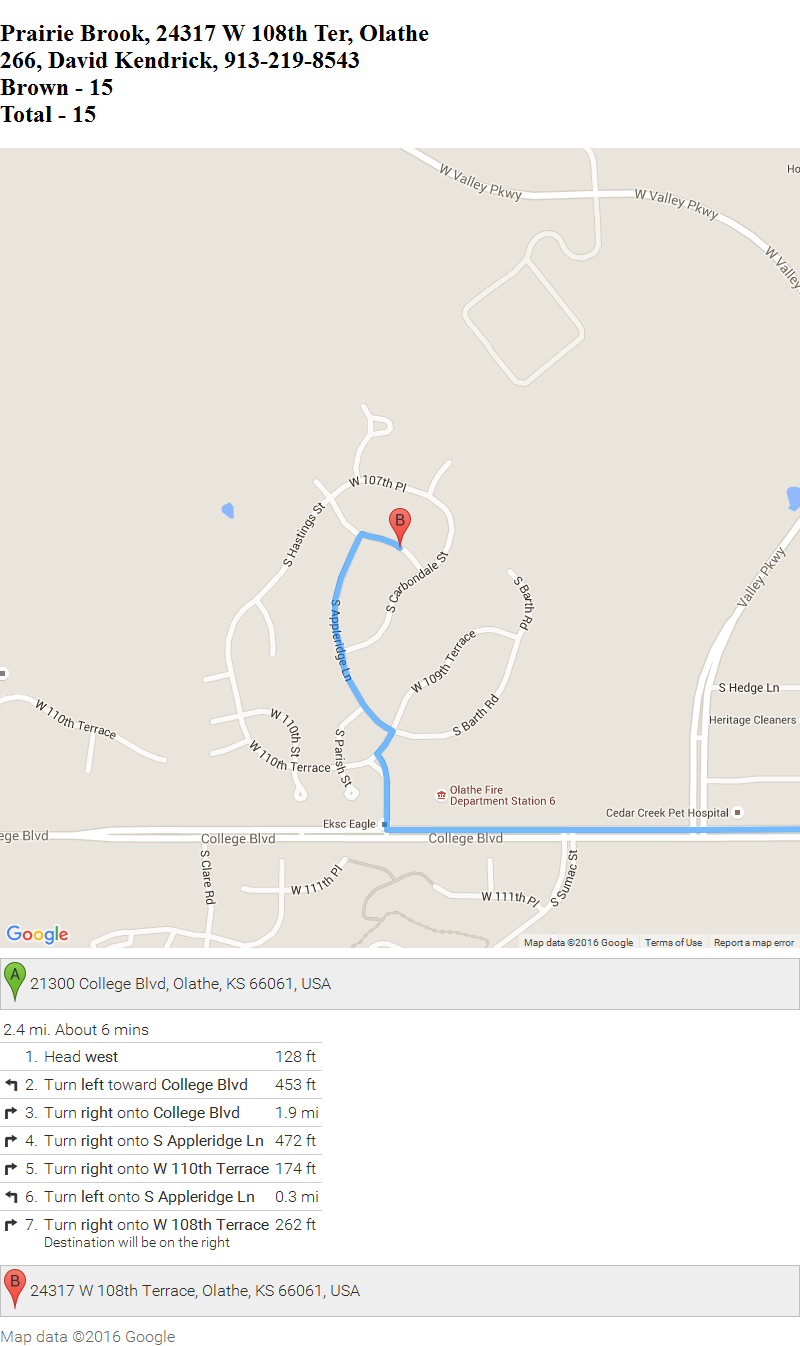 Prairie Brook, 24317 W 108th Ter, Olathe
266, David Kendrick, 913-219-8543
Brown - 15
Total - 15
W Valley Pkwy
W Valley Pkwy
Ho
W Valley
W 107th Pl
S Hastings St
B
S Carbondale St
S Barth Rd
Valley Pkwy
S Appleridge Ln
W 109th Terrace
S Hedge Ln
W 110th Terrace
W 110th St
S Barth Rd
Heritage Cleaners
W 110th Terrace
S Parish St
Olathe Fire
Department Station 6
Eksc Eagle
Cedar Creek Pet Hospital
ege Blvd
College Blvd
College Blvd
S Clare Rd
W 111th Pl
W 111th Pl
S Sumac St
Google
Map data ©2016 Google
Terms of Use
Report a map error
A
21300 College Blvd, Olathe, KS 66061, USA
2.4 mi. About 6 mins
1. Head west 128 ft
2. Turn left toward College Blvd 453 ft
3. Turn right onto College Blvd 1.9 mi
4. Turn right onto S Appleridge Ln 472 ft
5. Turn right onto W 110th Terrace 174 ft
6. Turn left onto S Appleridge Ln 0.3 mi
7. Turn right onto W 108th Terrace 262 ft
Destination will be on the right
B
24317 W 108th Terrace, Olathe, KS 66061, USA
Map data ©2016 Google